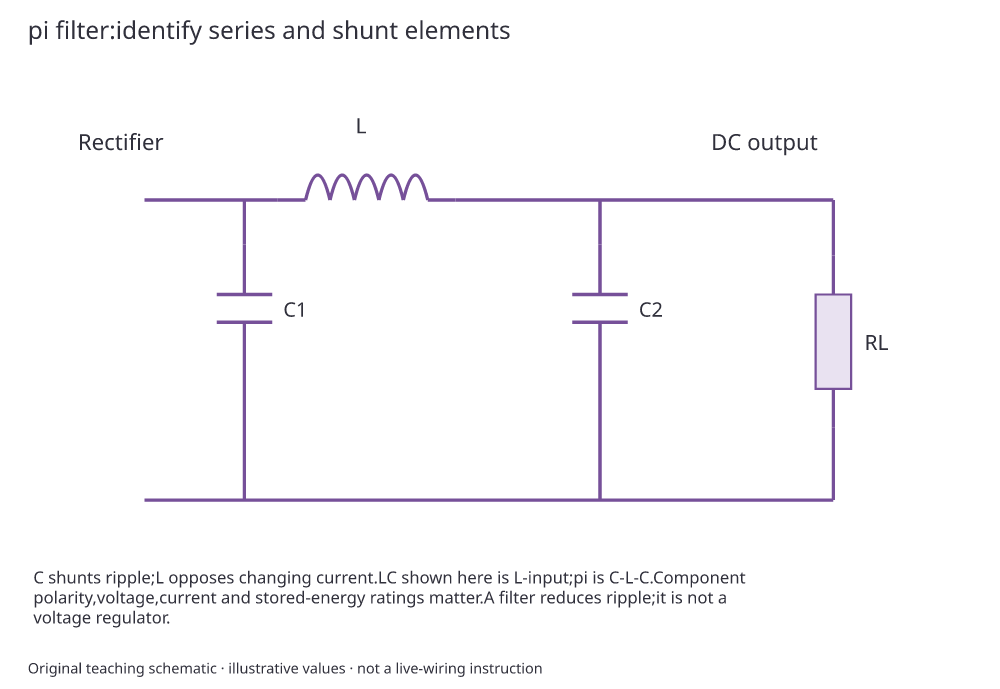 pi filter:identify series and shunt elements
L
Rectifier
DC output
C1
C2
RL
C shunts ripple;L opposes changing current.LC shown here is L-input;pi is C-L-C.Component
polarity,voltage,current and stored-energy ratings matter.A filter reduces ripple;it is not a
voltage regulator.
Original teaching schematic · illustrative values · not a live-wiring instruction